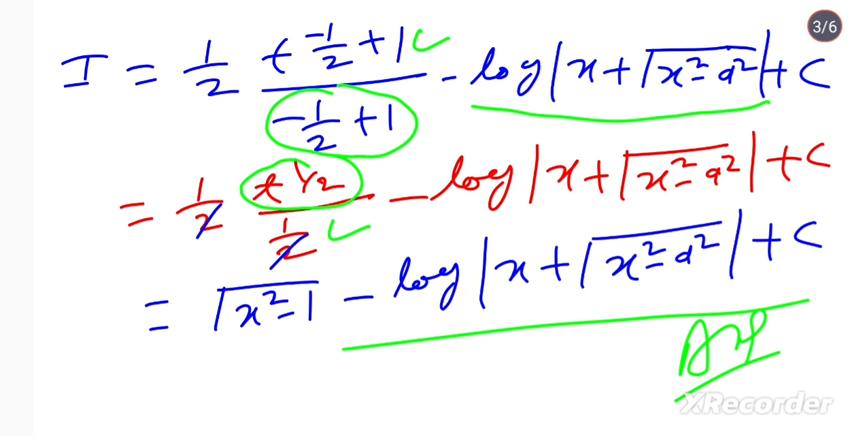 3/6
I = 1/2 t^(-1/2 + 1) / (-1/2 + 1) - log|x + √(x² - a²)| + C
= 1/2 t^(1/2) / (1/2) - log|x + √(x² - a²)| + C
= √(x² - 1) - log|x + √(x² - a²)| + C
Ans
XRecorder